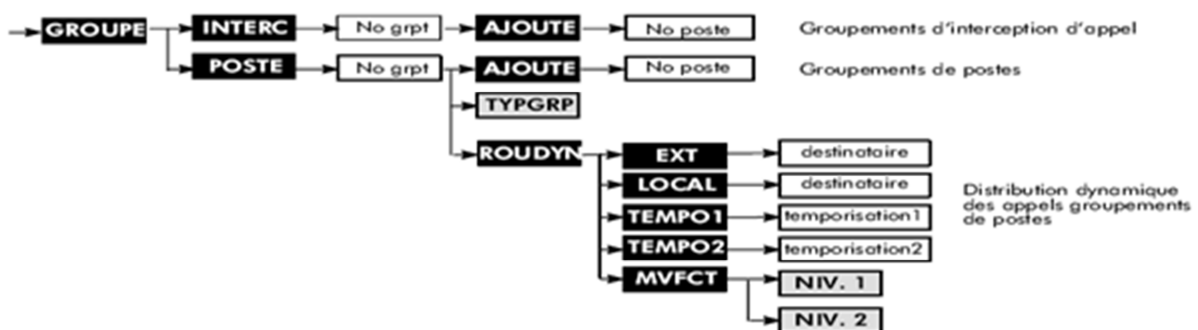 GROUPE INTERC No grpt AJOUTE No poste Groupements d'interception d'appel
POSTE No grpt AJOUTE No poste Groupements de postes
TYPGRP
ROUDYN EXT destinataire
LOCAL destinataire
Distribution dynamique
des appels groupements
de postes
TEMPO1 temporisation1
TEMPO2 temporisation2
MVFCT NIV. 1
NIV. 2